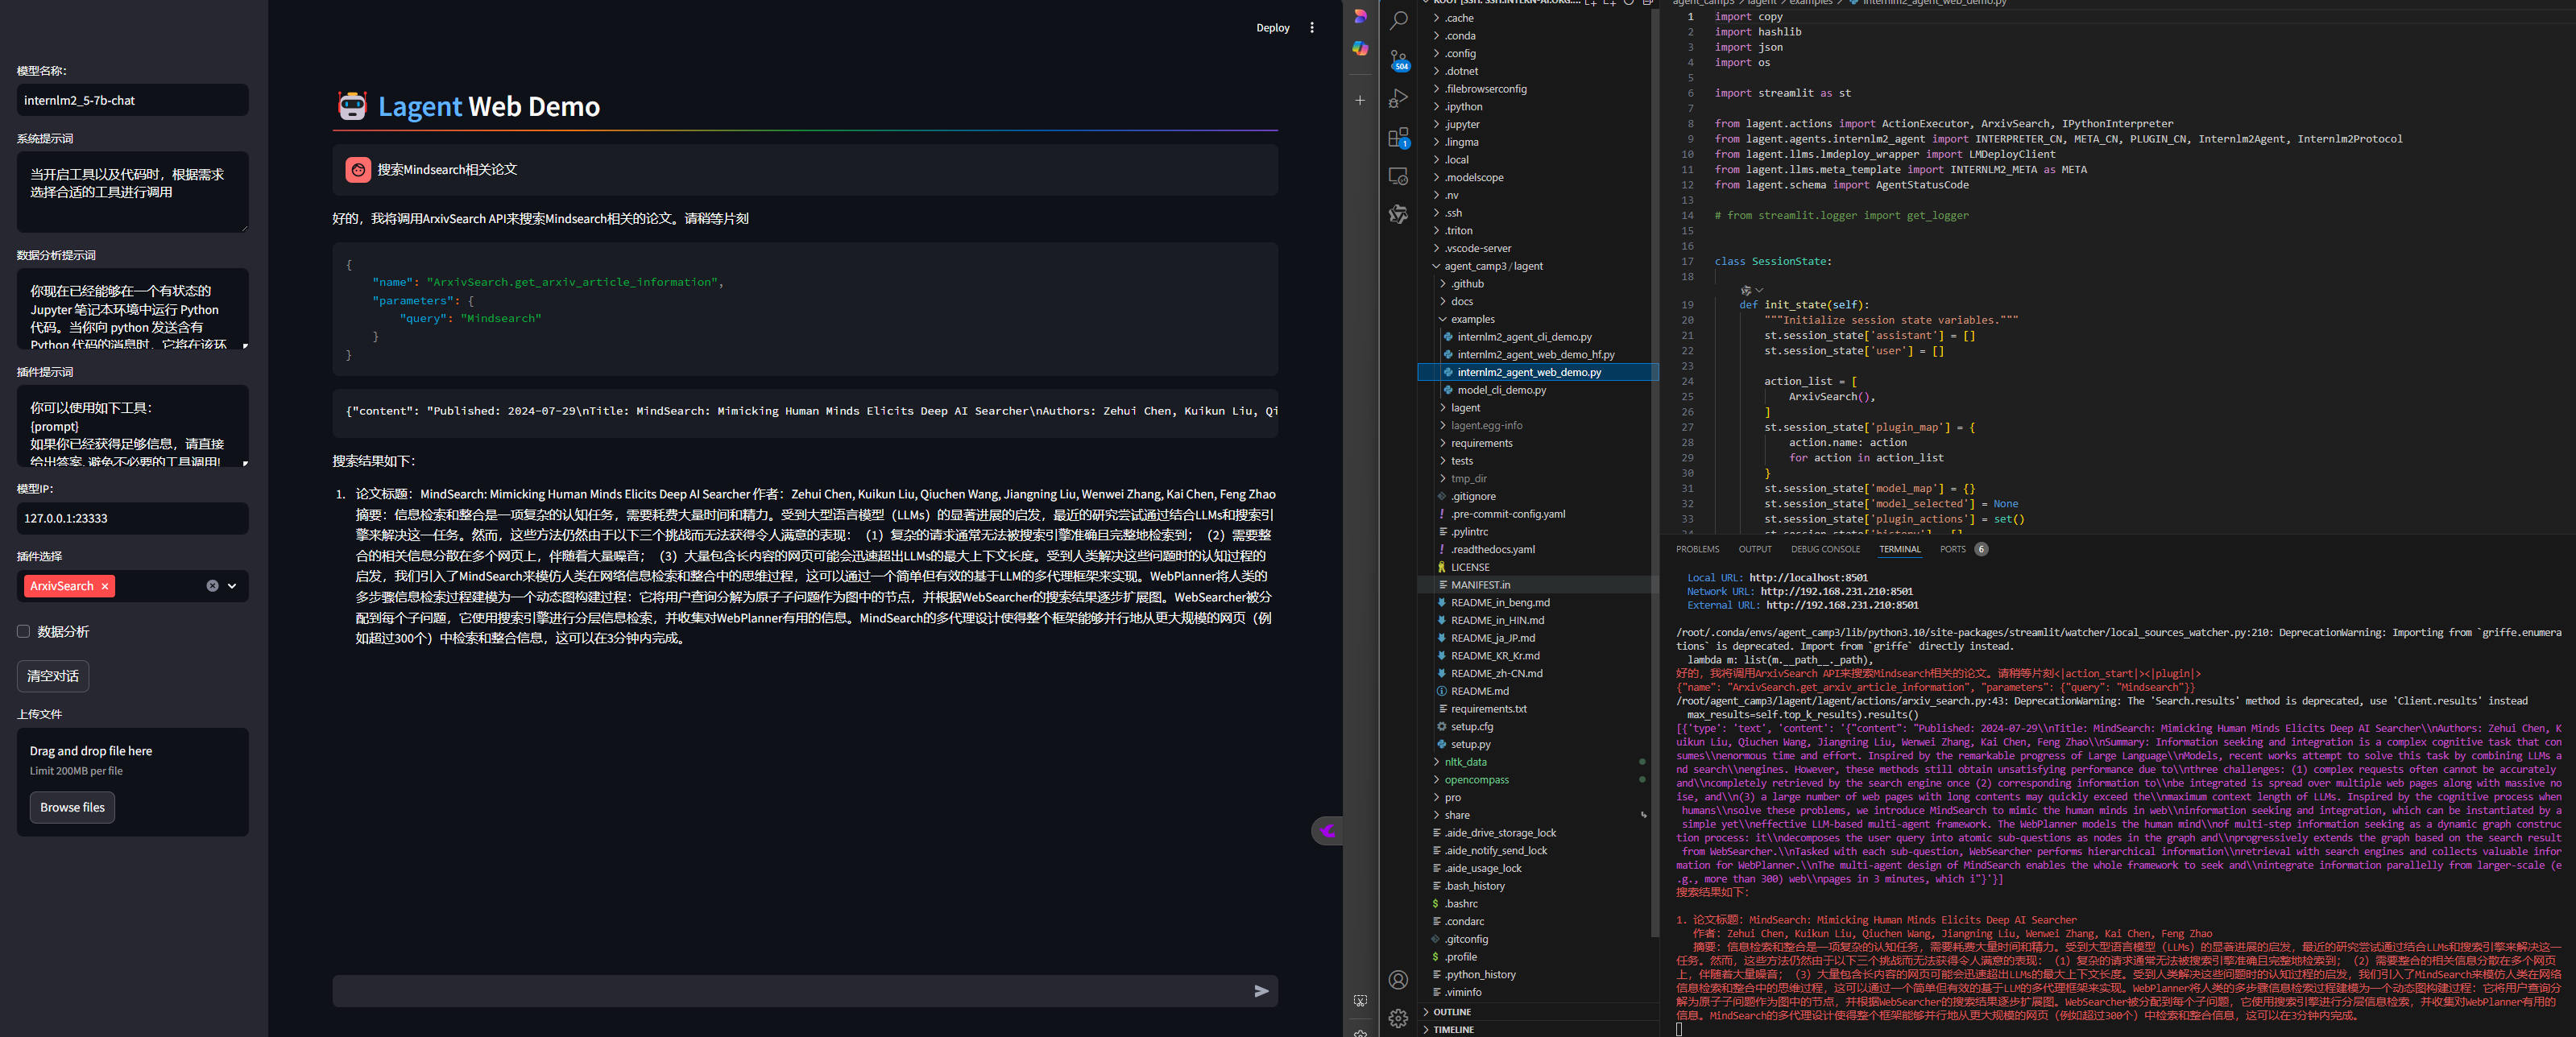 Deploy
模型名称：
internlm2_5-7b-chat
系统提示词
当开启工具以及代码时，根据需求
选择合适的工具进行调用
数据分析提示词
你现在已经能够在一个有状态的
Jupyter 笔记本环境中运行 Python
代码。当你向 python 发送含有
Python 代码的消息时，它将在该环
插件提示词
你可以使用如下工具：
{prompt}
如果你已经获得足够信息，请直接
给出答案. 避免不必要的工具调用!
模型IP：
127.0.0.1:23333
插件选择
ArxivSearch ×
数据分析
清空对话
上传文件
Drag and drop file here
Limit 200MB per file
Browse files
Lagent Web Demo
搜索Mindsearch相关论文
好的，我将调用ArxivSearch API来搜索Mindsearch相关的论文。请稍等片刻
{
"name": "ArxivSearch.get_arxiv_article_information",
"parameters": {
"query": "Mindsearch"
}
}
{"content": "Published: 2024-07-29\nTitle: MindSearch: Mimicking Human Minds Elicits Deep AI Searcher\nAuthors: Zehui Chen, Kuikun Liu, Qi
搜索结果如下：
1. 论文标题：MindSearch: Mimicking Human Minds Elicits Deep AI Searcher 作者：Zehui Chen, Kuikun Liu, Qiuchen Wang, Jiangning Liu, Wenwei Zhang, Kai Chen, Feng Zhao
摘要：信息检索和整合是一项复杂的认知任务，需要耗费大量时间和精力。受到大型语言模型（LLMs）的显著进展的启发，最近的研究尝试通过结合LLMs和搜索引
擎来解决这一任务。然而，这些方法仍然由于以下三个挑战而无法获得令人满意的表现：（1）复杂的请求通常无法被搜索引擎准确且完整地检索到；（2）需要整
合的相关信息分散在多个网页上，伴随着大量噪音；（3）大量包含长内容的网页可能会迅速超出LLMs的最大上下文长度。受到人类解决这些问题时的认知过程的
启发，我们引入了MindSearch来模仿人类在网络信息检索和整合中的思维过程，这可以通过一个简单但有效的基于LLM的多代理框架来实现。WebPlanner将人类的
多步骤信息检索过程建模为一个动态图构建过程：它将用户查询分解为原子子问题作为图中的节点，并根据WebSearcher的搜索结果逐步扩展图。WebSearcher被分
配到每个子问题，它使用搜索引擎进行分层信息检索，并收集对WebPlanner有用的信息。MindSearch的多代理设计使得整个框架能够并行地从更大规模的网页（例
如超过300个）中检索和整合信息，这可以在3分钟内完成。
504
1
.cache
.conda
.config
.dotnet
.filebrowserconfig
.ipython
.jupyter
.lingma
.local
.modelscope
.nv
.ssh
.triton
.vscode-server
agent_camp3 / lagent
.github
docs
examples
internlm2_agent_cli_demo.py
internlm2_agent_web_demo_hf.py
internlm2_agent_web_demo.py
model_cli_demo.py
lagent
lagent.egg-info
requirements
tests
tmp_dir
.gitignore
.pre-commit-config.yaml
.pylintrc
.readthedocs.yaml
LICENSE
MANIFEST.in
README_in_beng.md
README_in_HIN.md
README_ja_JP.md
README_KR_Kr.md
README_zh-CN.md
README.md
requirements.txt
setup.cfg
setup.py
nltk_data
opencompass
pro
share
.aide_drive_storage_lock
.aide_notify_send_lock
.aide_usage_lock
.bash_history
.bashrc
.condarc
.gitconfig
.profile
.python_history
.viminfo
OUTLINE
TIMELINE
agent_camp3 > lagent > examples > internlm2_agent_web_demo.py
1 import copy
2 import hashlib
3 import json
4 import os
5
6 import streamlit as st
7
8 from lagent.actions import ActionExecutor, ArxivSearch, IPythonInterpreter
9 from lagent.agents.internlm2_agent import INTERPRETER_CN, META_CN, PLUGIN_CN, Internlm2Agent, Internlm2Protocol
10 from lagent.llms.lmdeploy_wrapper import LMDeployClient
11 from lagent.llms.meta_template import INTERNLM2_META as META
12 from lagent.schema import AgentStatusCode
13
14 # from streamlit.logger import get_logger
15
16
17 class SessionState:
18
19 def init_state(self):
20 """Initialize session state variables."""
21 st.session_state['assistant'] = []
22 st.session_state['user'] = []
23
24 action_list = [
25 ArxivSearch(),
26 ]
27 st.session_state['plugin_map'] = {
28 action.name: action
29 for action in action_list
30 }
31 st.session_state['model_map'] = {}
32 st.session_state['model_selected'] = None
33 st.session_state['plugin_actions'] = set()
PROBLEMS OUTPUT DEBUG CONSOLE TERMINAL PORTS 6
Local URL: http://localhost:8501
Network URL: http://192.168.231.210:8501
External URL: http://192.168.231.210:8501
/root/.conda/envs/agent_camp3/lib/python3.10/site-packages/streamlit/watcher/local_sources_watcher.py:210: DeprecationWarning: Importing from `griffe.enumera
tions` is deprecated. Import from `griffe` directly instead.
lambda m: list(m.__path__._path),
好的，我将调用ArxivSearch API来搜索Mindsearch相关的论文。请稍等片刻<|action_start|><|plugin|>
{"name": "ArxivSearch.get_arxiv_article_information", "parameters": {"query": "Mindsearch"}}
/root/agent_camp3/lagent/lagent/actions/arxiv_search.py:43: DeprecationWarning: The 'Search.results' method is deprecated, use 'Client.results' instead
max_results=self.top_k_results).results()
[{'type': 'text', 'content': '{"content": "Published: 2024-07-29\\nTitle: MindSearch: Mimicking Human Minds Elicits Deep AI Searcher\\nAuthors: Zehui Chen, K
uikun Liu, Qiuchen Wang, Jiangning Liu, Wenwei Zhang, Kai Chen, Feng Zhao\\nSummary: Information seeking and integration is a complex cognitive task that con
sumes\\nenormous time and effort. Inspired by the remarkable progress of Large Language\\nModels, recent works attempt to solve this task by combining LLMs a
nd search\\nengines. However, these methods still obtain unsatisfying performance due to\\nthree challenges: (1) complex requests often cannot be accurately
and\\ncompletely retrieved by the search engine once (2) corresponding information to\\nbe integrated is spread over multiple web pages along with massive no
ise, and\\n(3) a large number of web pages with long contents may quickly exceed the\\nmaximum context length of LLMs. Inspired by the cognitive process when
humans\\nsolve these problems, we introduce MindSearch to mimic the human minds in web\\ninformation seeking and integration, which can be instantiated by a
simple yet\\neffective LLM-based multi-agent framework. The WebPlanner models the human mind\\nof multi-step information seeking as a dynamic graph construc
tion process: it\\ndecomposes the user query into atomic sub-questions as nodes in the graph and\\nprogressively extends the graph based on the search result
from WebSearcher.\\nTasked with each sub-question, WebSearcher performs hierarchical information\\nretrieval with search engines and collects valuable infor
mation for WebPlanner.\\nThe multi-agent design of MindSearch enables the whole framework to seek and\\nintegrate information parallelly from larger-scale (e
.g., more than 300) web\\npages in 3 minutes, which i"}'}]
搜索结果如下：
1. 论文标题：MindSearch: Mimicking Human Minds Elicits Deep AI Searcher
作者：Zehui Chen, Kuikun Liu, Qiuchen Wang, Jiangning Liu, Wenwei Zhang, Kai Chen, Feng Zhao
摘要：信息检索和整合是一项复杂的认知任务，需要耗费大量时间和精力。受到大型语言模型（LLMs）的显著进展的启发，最近的研究尝试通过结合LLMs和搜索引擎来解决这一
任务。然而，这些方法仍然由于以下三个挑战而无法获得令人满意的表现：（1）复杂的请求通常无法被搜索引擎准确且完整地检索到；（2）需要整合的相关信息分散在多个网页
上，伴随着大量噪音；（3）大量包含长内容的网页可能会迅速超出LLMs的最大上下文长度。受到人类解决这些问题时的认知过程的启发，我们引入了MindSearch来模仿人类在网络
信息检索和整合中的思维过程，这可以通过一个简单但有效的基于LLM的多代理框架来实现。WebPlanner将人类的多步骤信息检索过程建模为一个动态图构建过程：它将用户查询分
解为原子子问题作为图中的节点，并根据WebSearcher的搜索结果逐步扩展图。WebSearcher被分配到每个子问题，它使用搜索引擎进行分层信息检索，并收集对WebPlanner有用的
信息。MindSearch的多代理设计使得整个框架能够并行地从更大规模的网页（例如超过300个）中检索和整合信息，这可以在3分钟内完成。